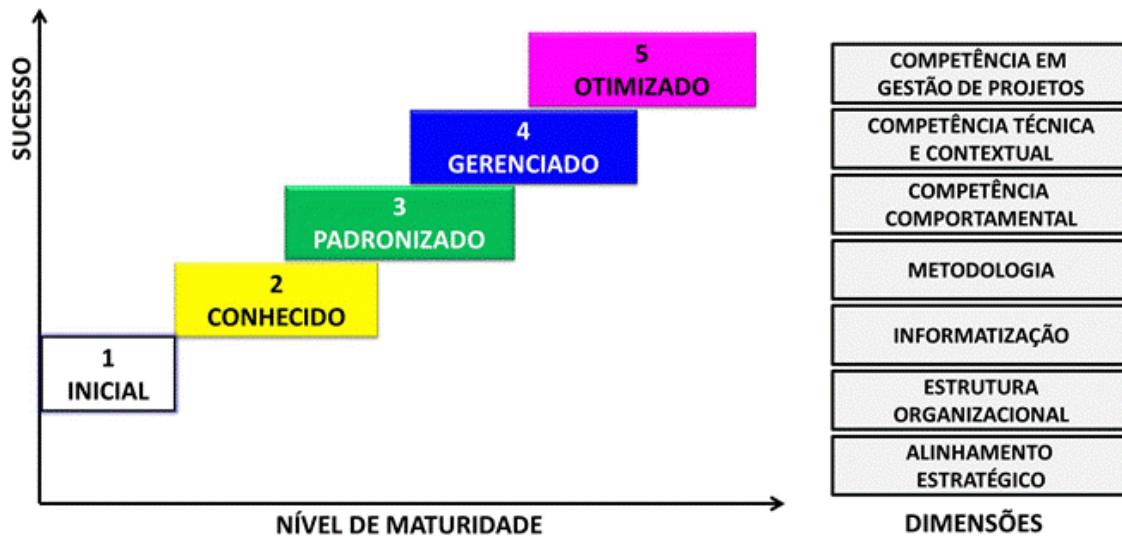 SUCESSO
5
OTIMIZADO
4
GERENCIADO
3
PADRONIZADO
2
CONHECIDO
1
INICIAL
NÍVEL DE MATURIDADE
COMPETÊNCIA EM
GESTÃO DE PROJETOS
COMPETÊNCIA TÉCNICA
E CONTEXTUAL
COMPETÊNCIA
COMPORTAMENTAL
METODOLOGIA
INFORMATIZAÇÃO
ESTRUTURA
ORGANIZACIONAL
ALINHAMENTO
ESTRATÉGICO
DIMENSÕES